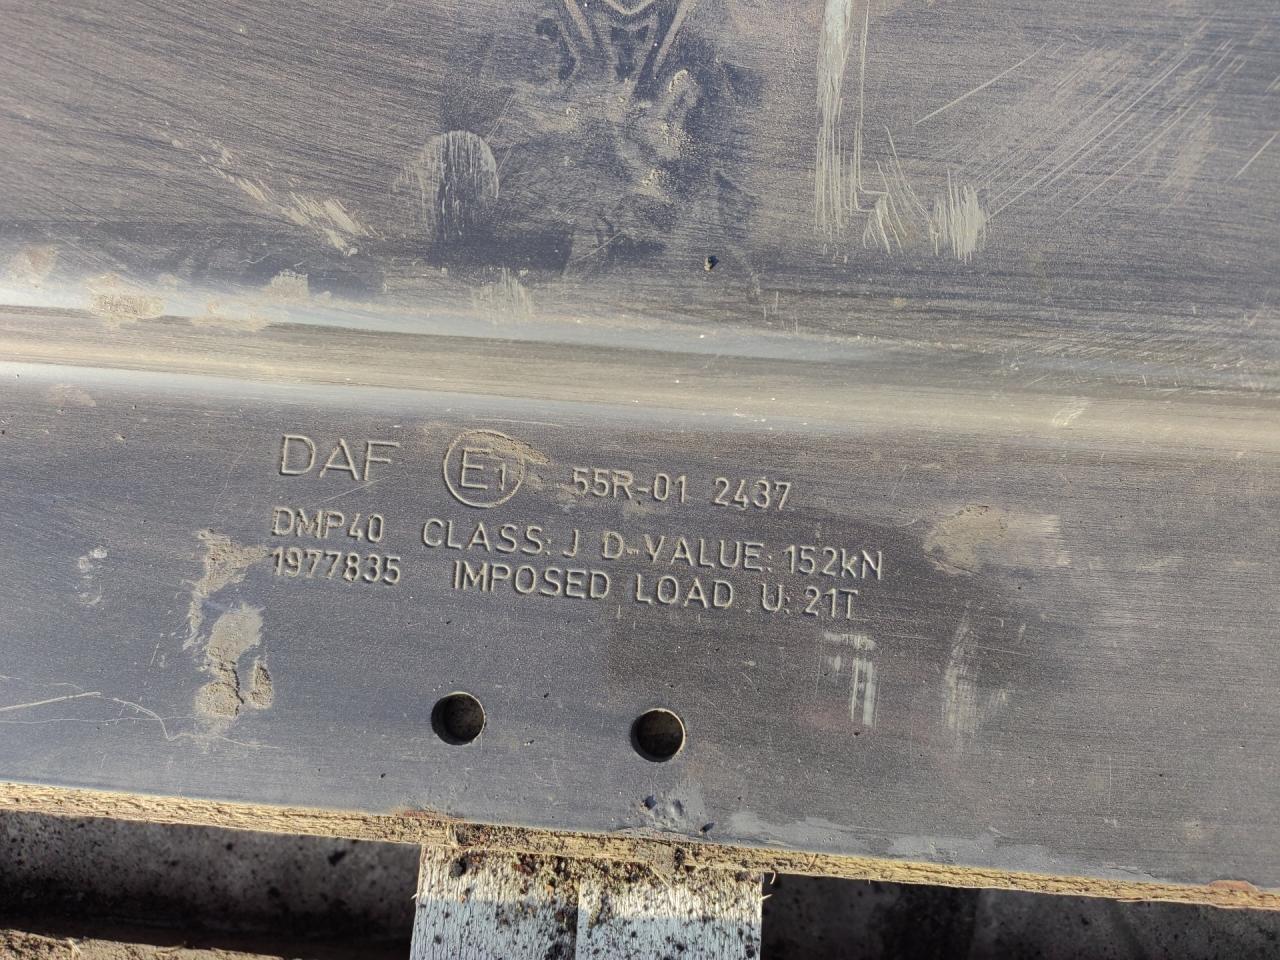 DAF E1 55R-01 2437
DMP40 CLASS: J D-VALUE: 152kN
1977835 IMPOSED LOAD U: 21T